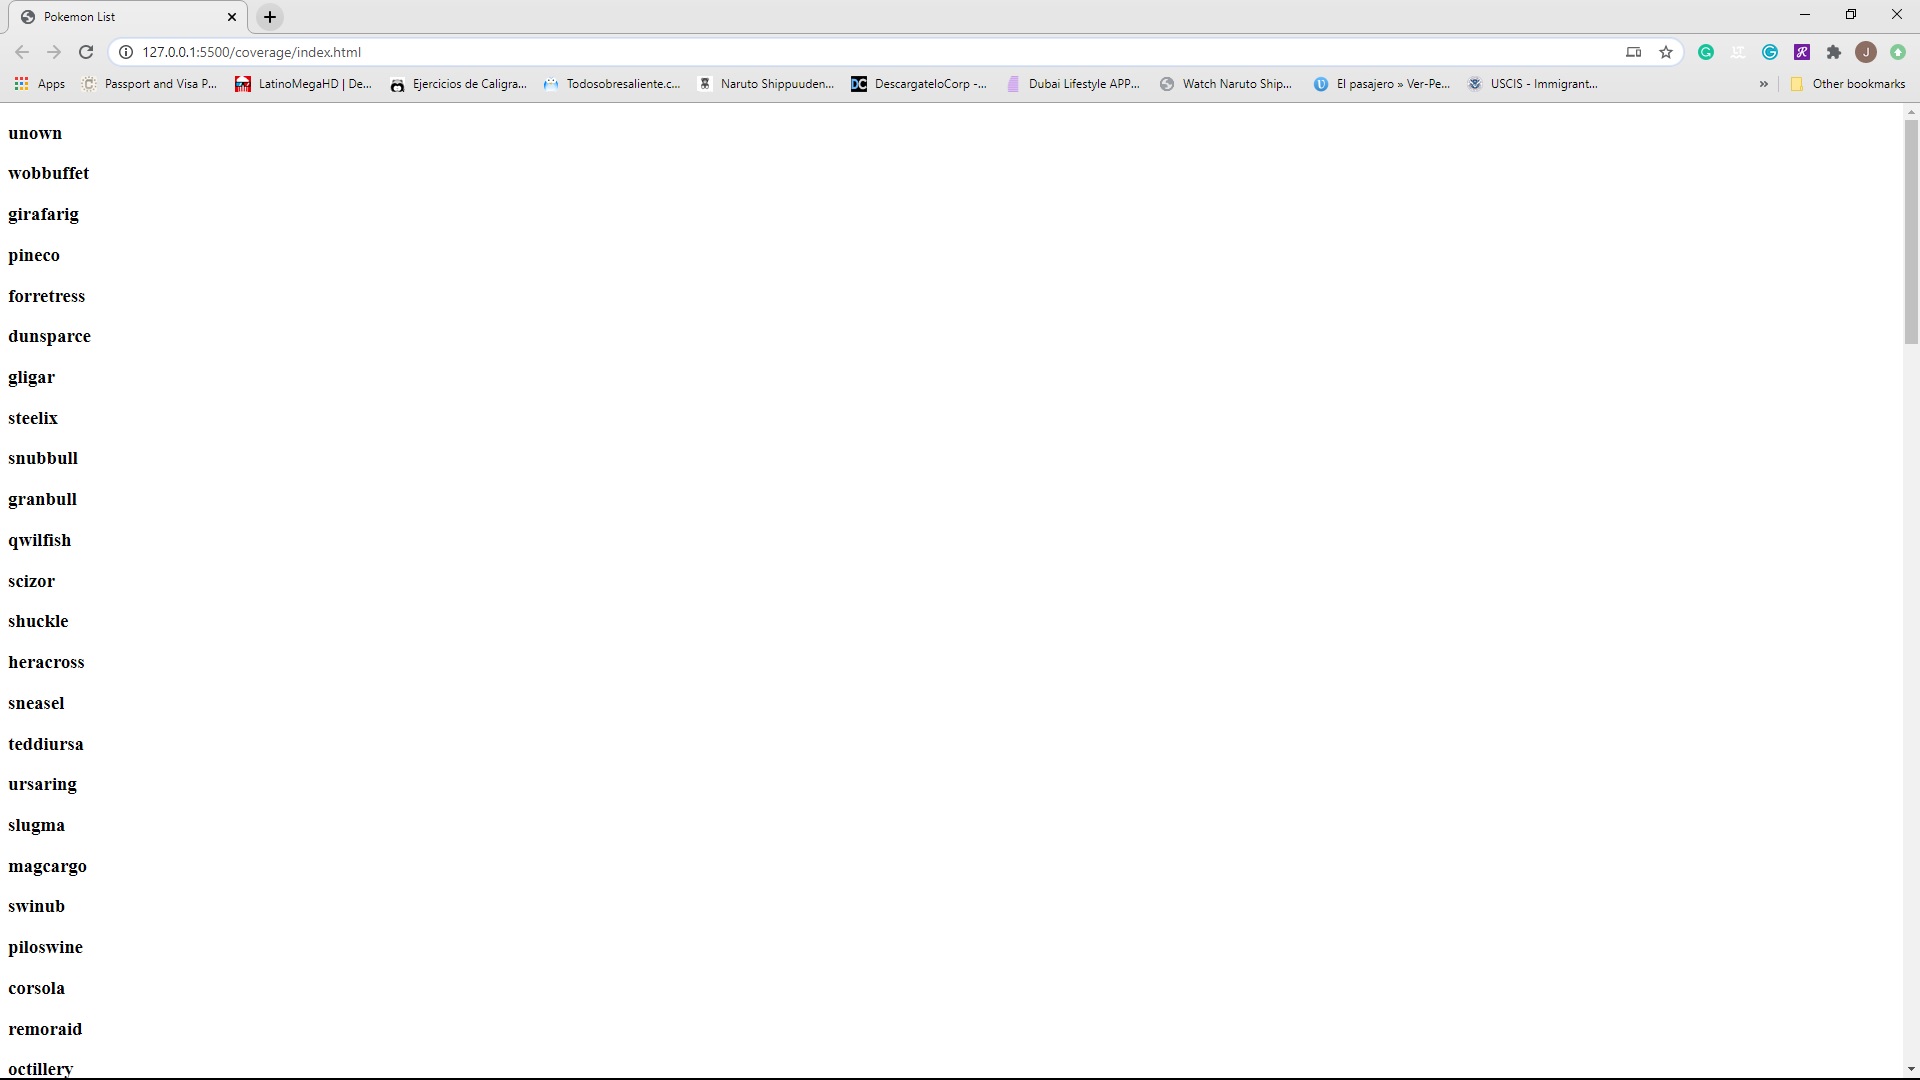 Pokemon List
127.0.0.1:5500/coverage/index.html
Apps
Passport and Visa P...
LatinoMegaHD | De...
Ejercicios de Caligra...
Todosobresaliente.c...
Naruto Shippuuden...
DC
DescargateloCorp -...
Dubai Lifestyle APP...
Watch Naruto Ship...
El pasajero » Ver-Pe...
USCIS - Immigrant...
»
Other bookmarks
J
unown
wobbuffet
girafarig
pineco
forretress
dunsparce
gligar
steelix
snubbull
granbull
qwilfish
scizor
shuckle
heracross
sneasel
teddiursa
ursaring
slugma
magcargo
swinub
piloswine
corsola
remoraid
octillery